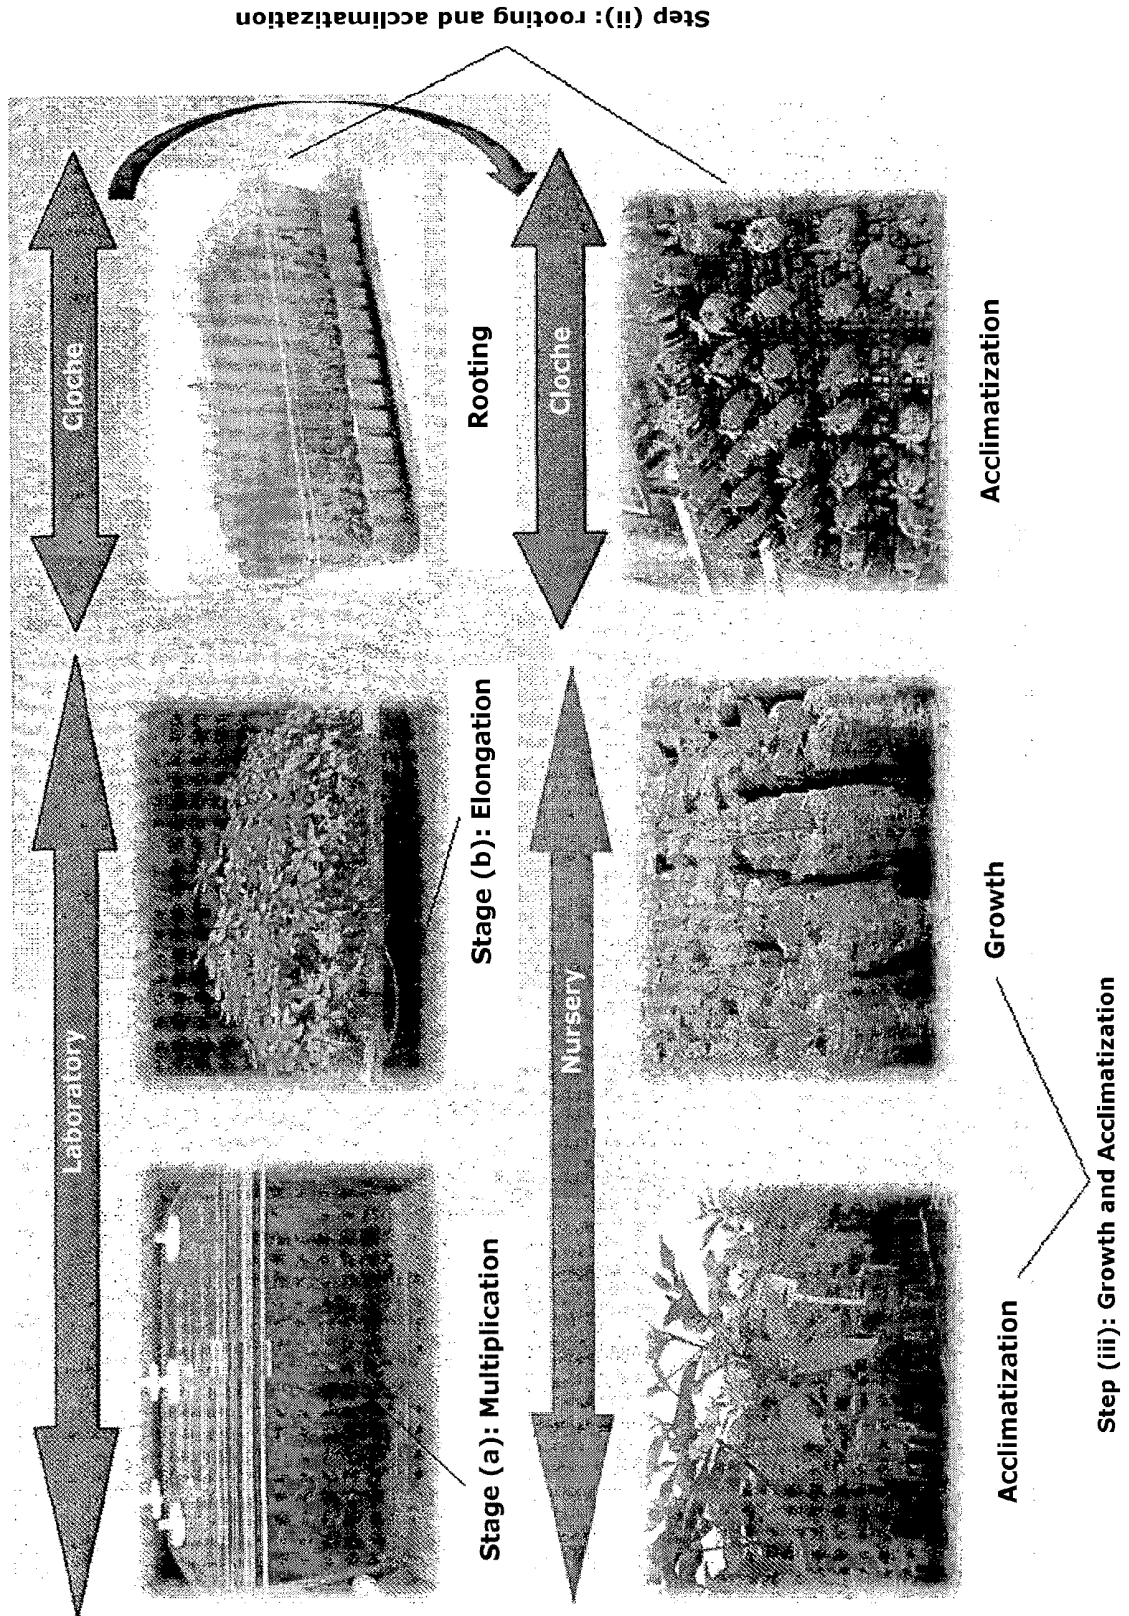 Laboratory
Cloche
Stage (a): Multiplication
Stage (b): Elongation
Rooting
Step (ii): rooting and acclimatization
Nursery
Cloche
Acclimatization
Growth
Acclimatization
Step (iii): Growth and Acclimatization